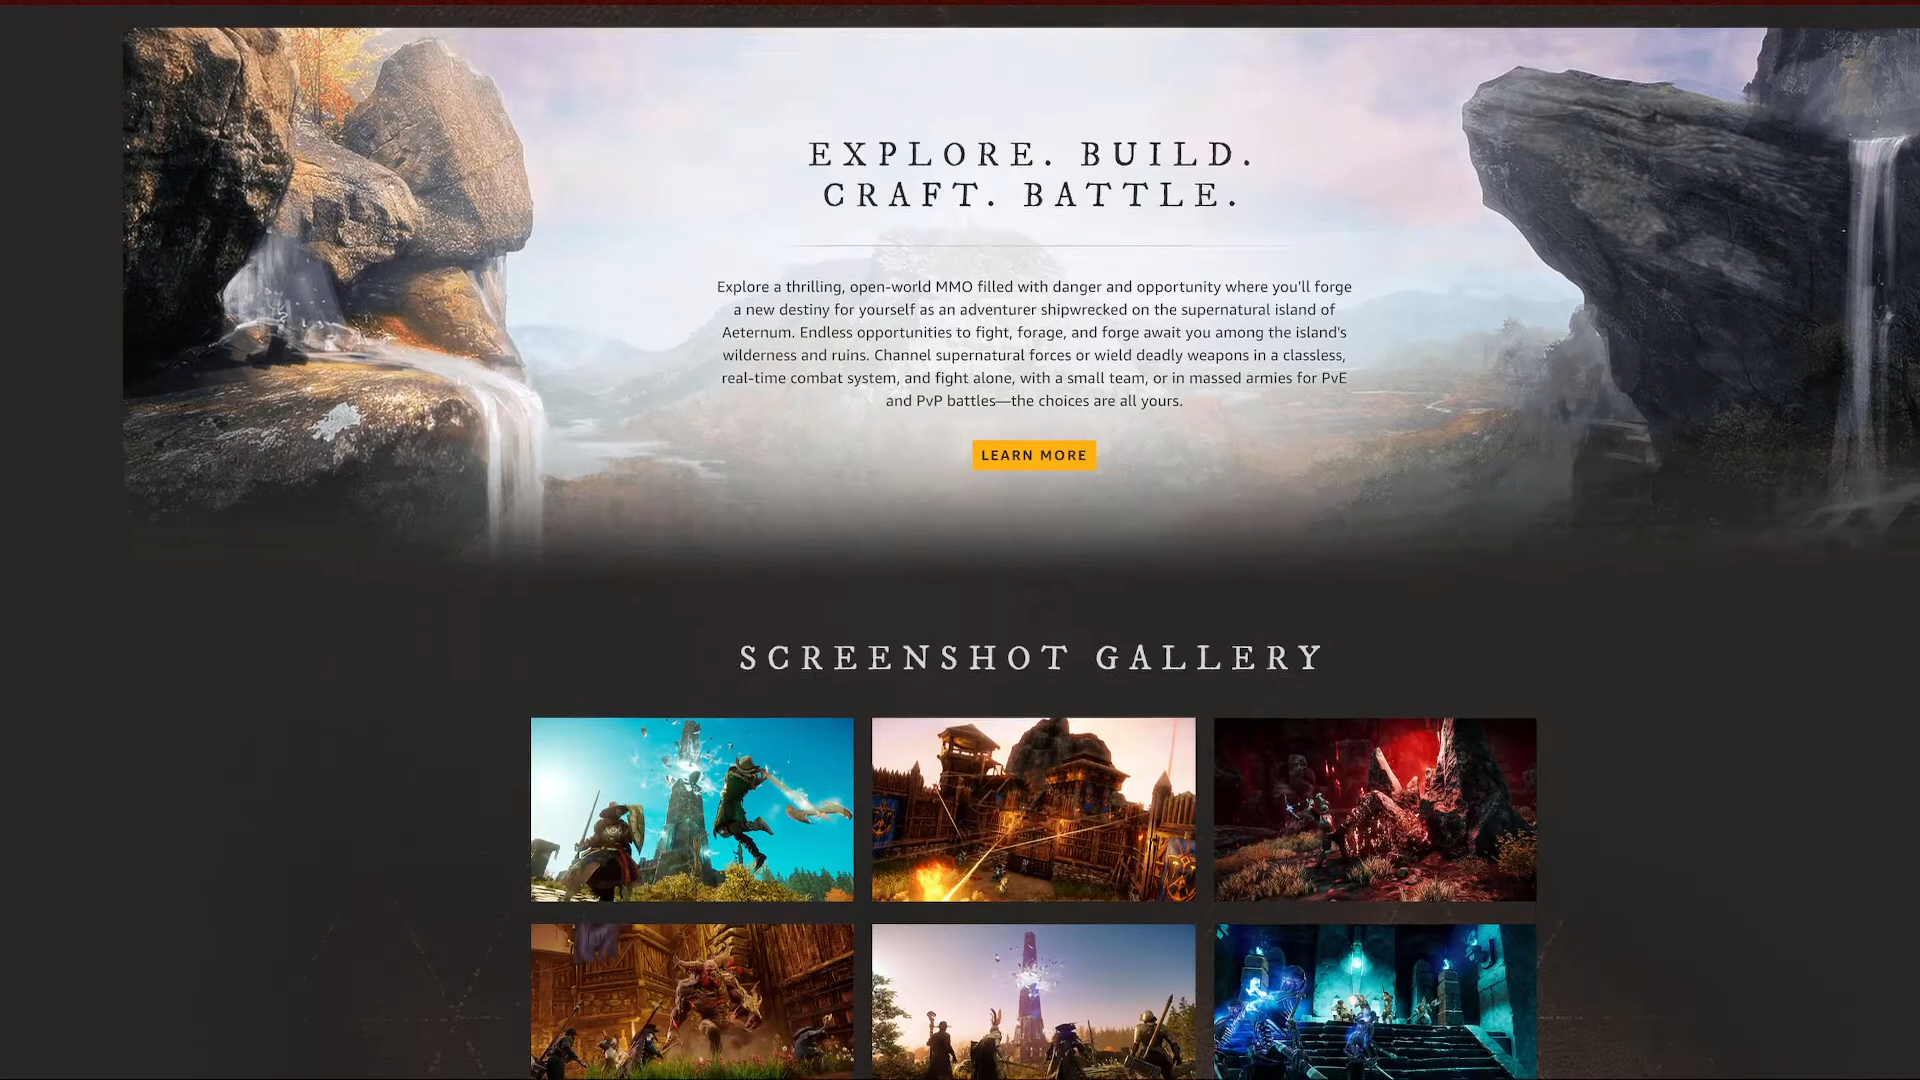 EXPLORE. BUILD.
CRAFT. BATTLE.
Explore a thrilling, open-world MMO filled with danger and opportunity where you'll forge
a new destiny for yourself as an adventurer shipwrecked on the supernatural island of
Aeternum. Endless opportunities to fight, forage, and forge await you among the island's
wilderness and ruins. Channel supernatural forces or wield deadly weapons in a classless,
real-time combat system, and fight alone, with a small team, or in massed armies for PvE
and PvP battles—the choices are all yours.
LEARN MORE
SCREENSHOT GALLERY